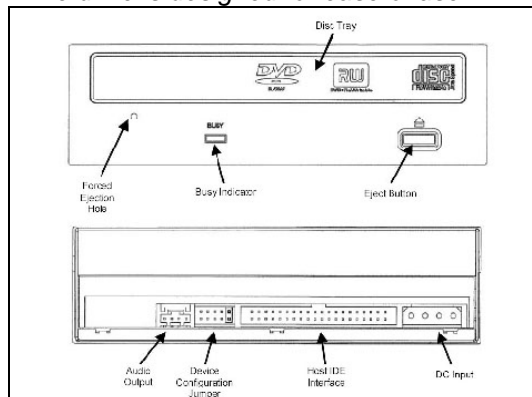 Disc Tray
DVD
RW
disc
BUSY
Forced
Ejection
Hole
Busy Indicator
Eject Button
Audio
Output
Device
Configuration
Jumper
Host IDE
Interface
DC Input